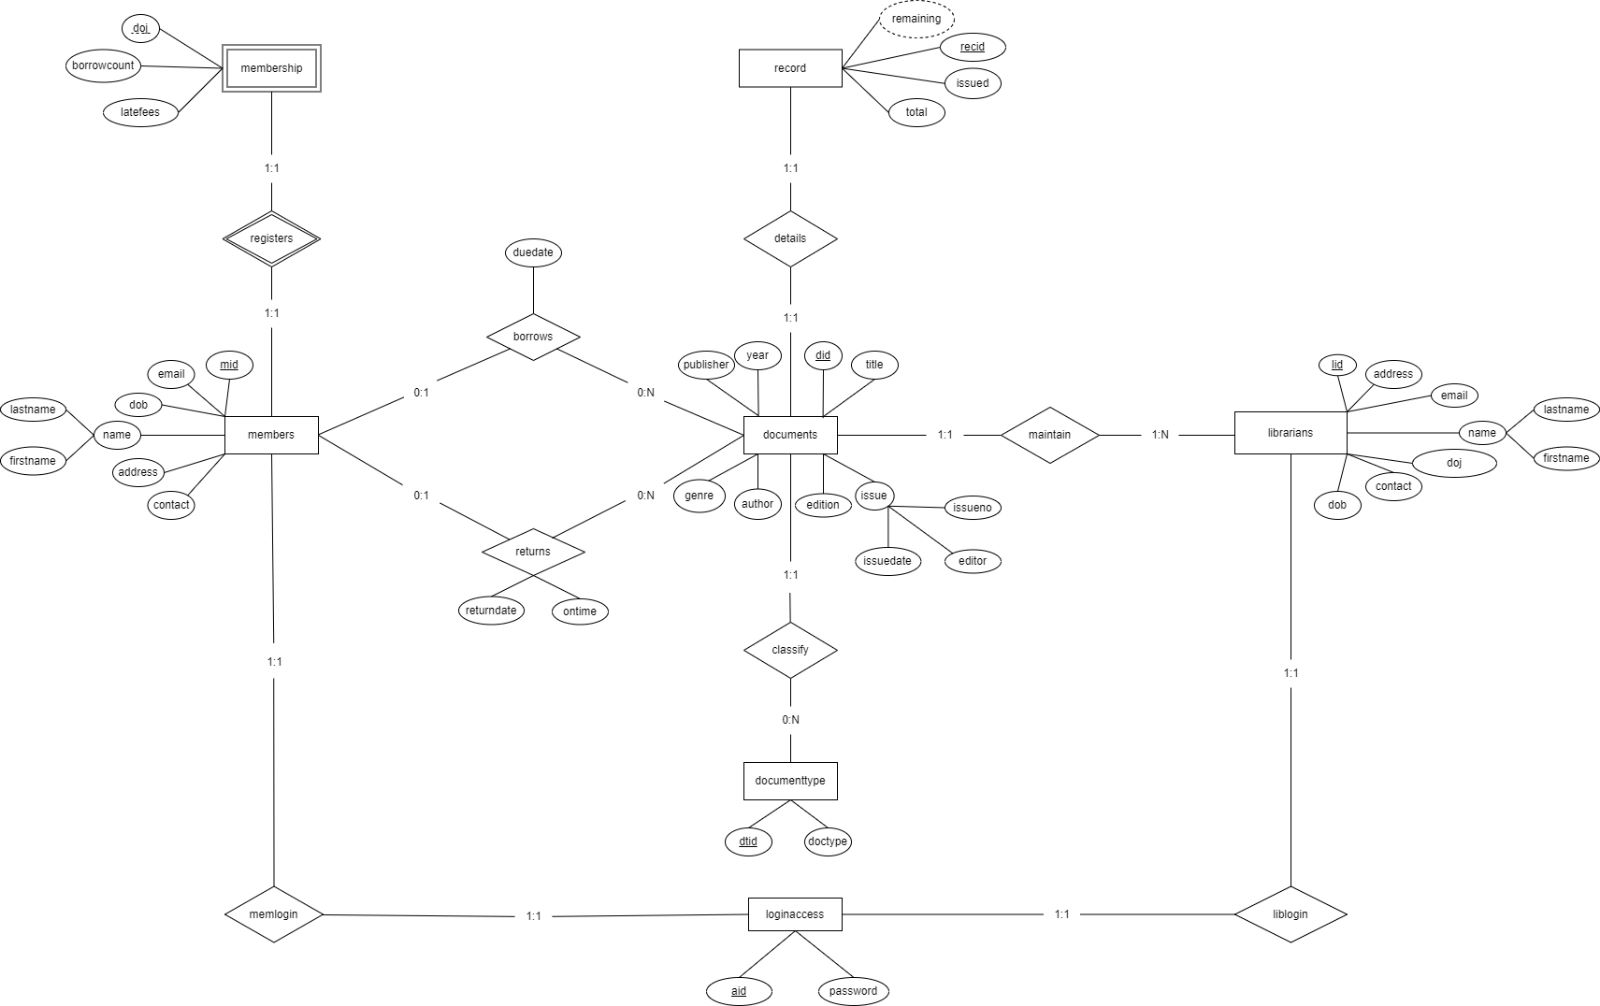 remaining
doj
recid
borrowcount
membership
record
issued
latefees
total
1:1
1:1
registers
details
duedate
1:1
1:1
borrows
publisher
year
did
title
email
mid
lid
address
0:1
0:N
email
lastname
dob
lastname
name
members
documents
1:1
maintain
1:N
librarians
name
firstname
firstname
address
doj
contact
0:1
0:N
genre
author
edition
issue
issueno
contact
dob
returns
issuedate
editor
1:1
returndate
ontime
classify
1:1
1:1
0:N
documenttype
dtid
doctype
memlogin
1:1
loginaccess
1:1
liblogin
aid
password